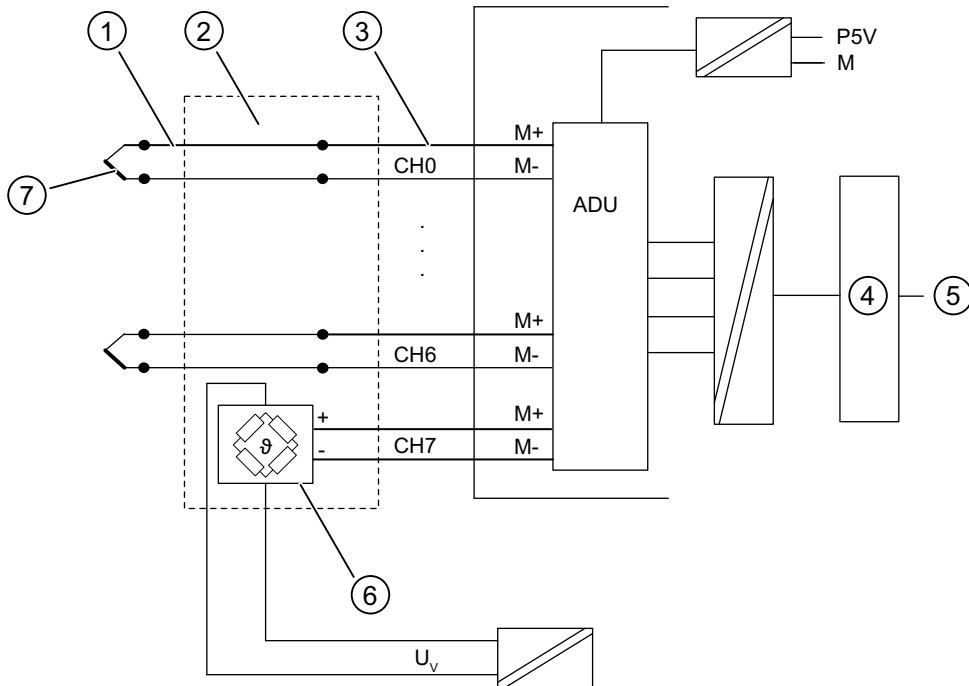 1
2
3
P5V
M
M+
CH0
M-
7
ADU
.
.
.
4
5
M+
CH6
M-
+
M+
ϑ
-
CH7
M-
6
Uv